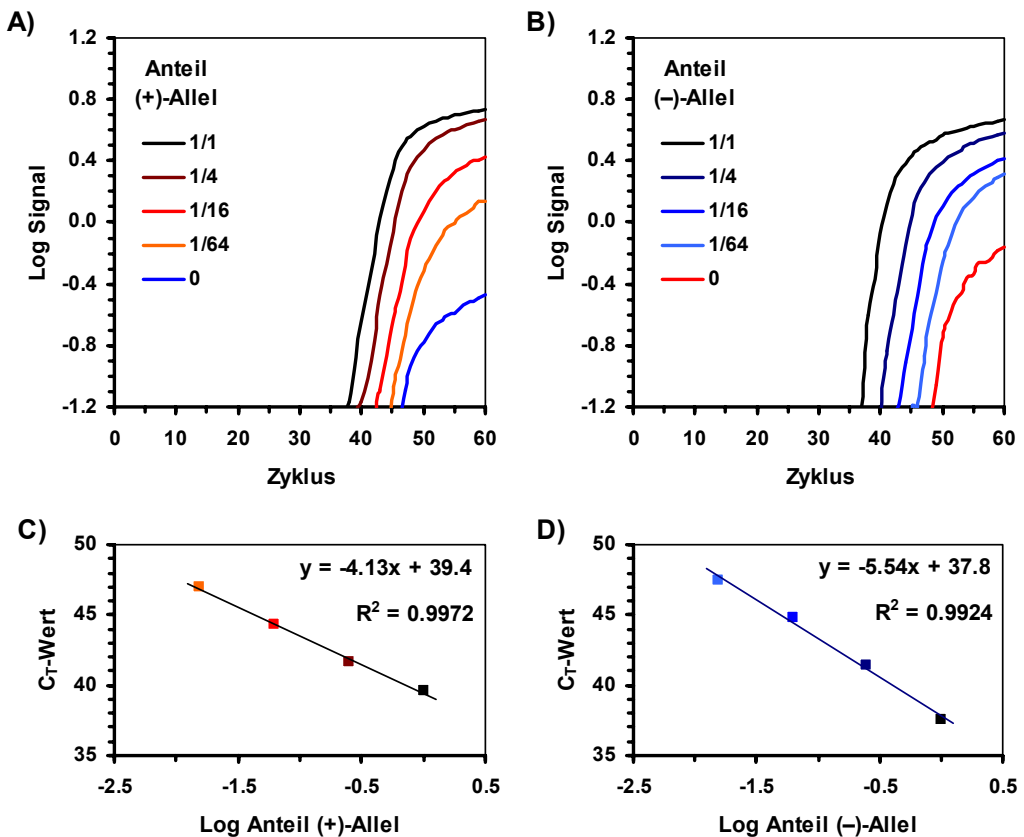 A)
Anteil
(+)-Allel
1/1
1/4
1/16
1/64
0
1.2
0.8
0.4
0.0
-0.4
-0.8
-1.2
Log Signal
0 10 20 30 40 50 60
Zyklus
B)
Anteil
(–)-Allel
1/1
1/4
1/16
1/64
0
1.2
0.8
0.4
0.0
-0.4
-0.8
-1.2
Log Signal
0 10 20 30 40 50 60
Zyklus
C)
y = -4.13x + 39.4
R² = 0.9972
50
45
40
35
C_T-Wert
-2.5 -1.5 -0.5 0.5
Log Anteil (+)-Allel
D)
y = -5.54x + 37.8
R² = 0.9924
50
45
40
35
C_T-Wert
-2.5 -1.5 -0.5 0.5
Log Anteil (–)-Allel